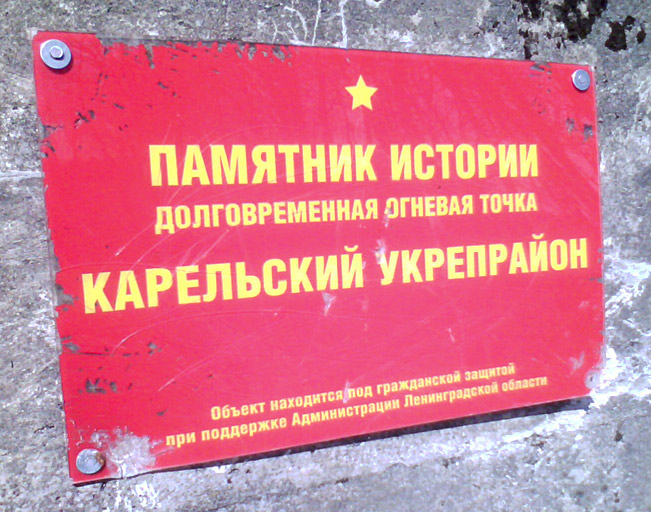 ПАМЯТНИК ИСТОРИИ
ДОЛГОВРЕМЕННАЯ ОГНЕВАЯ ТОЧКА
КАРЕЛЬСКИЙ УКРЕПРАЙОН
Объект находится под гражданской защитой
при поддержке Администрации Ленинградской области